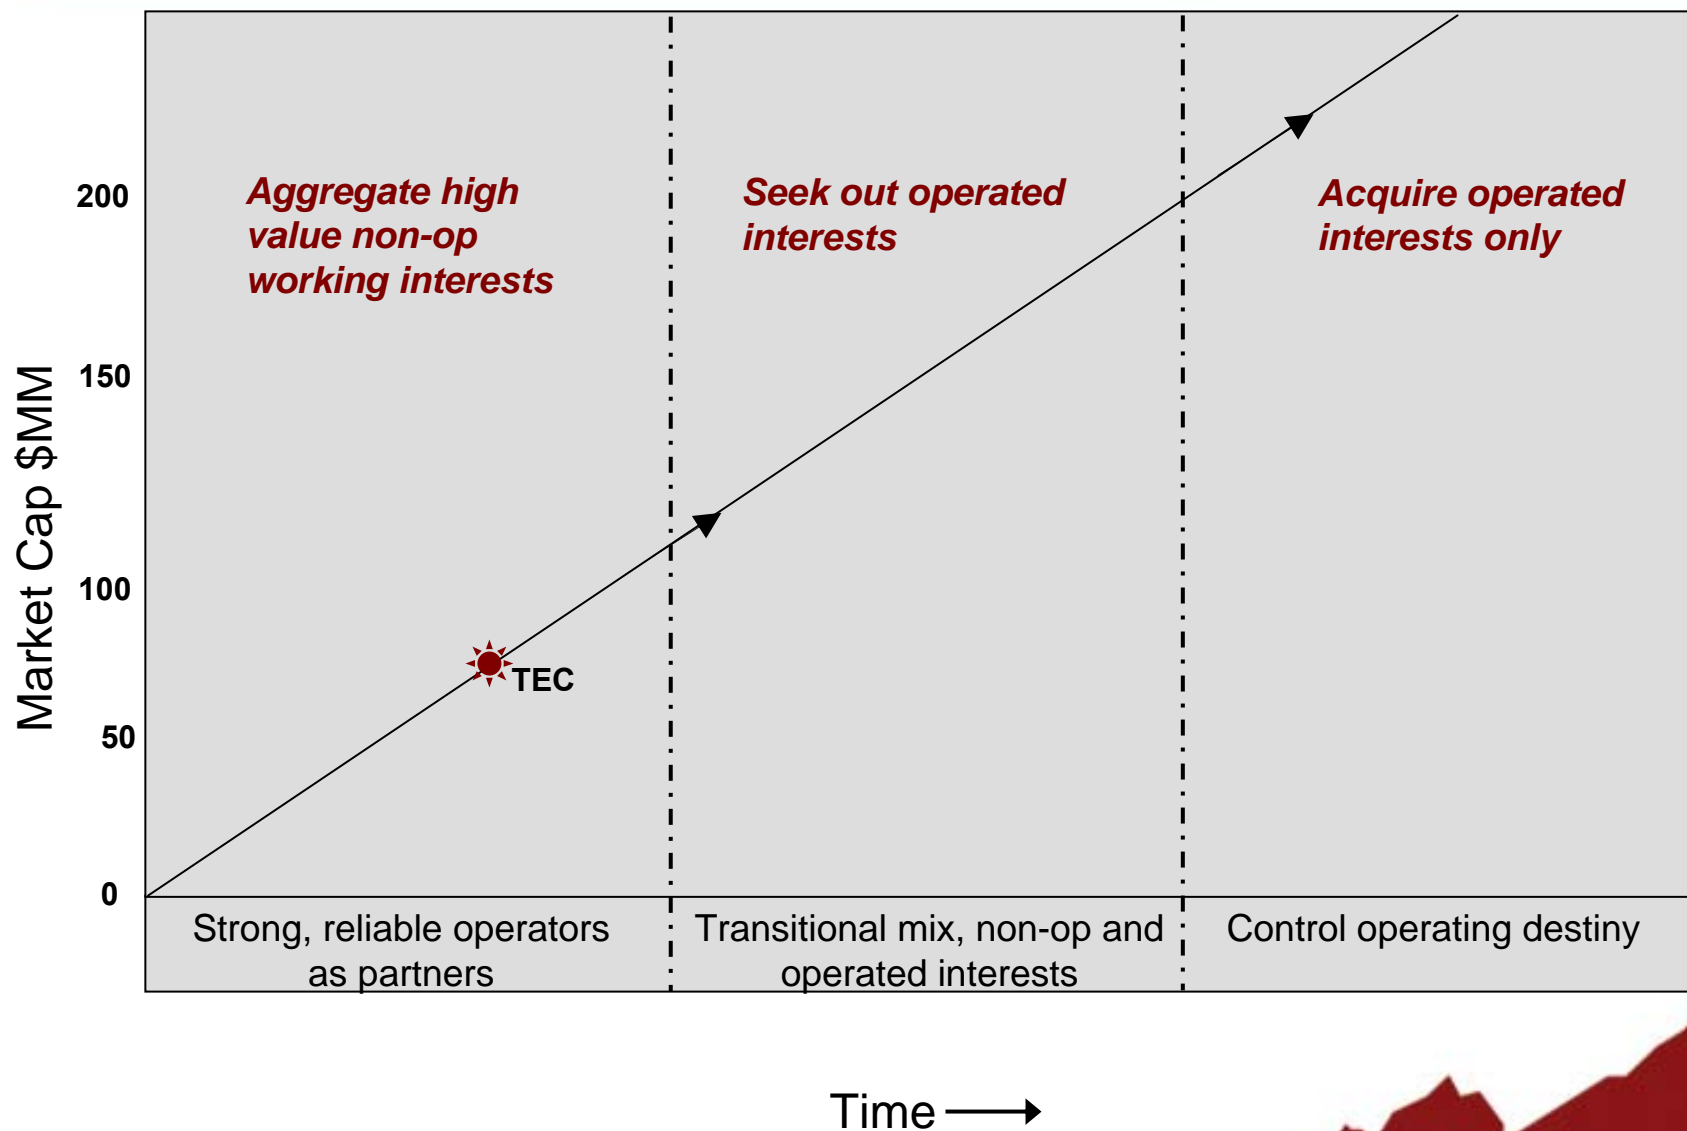 Aggregate high
value non-op
working interests
Seek out operated
interests
Acquire operated
interests only
Market Cap $MM
200
150
100
50
0
TEC
Strong, reliable operators
as partners
Transitional mix, non-op and
operated interests
Control operating destiny
Time